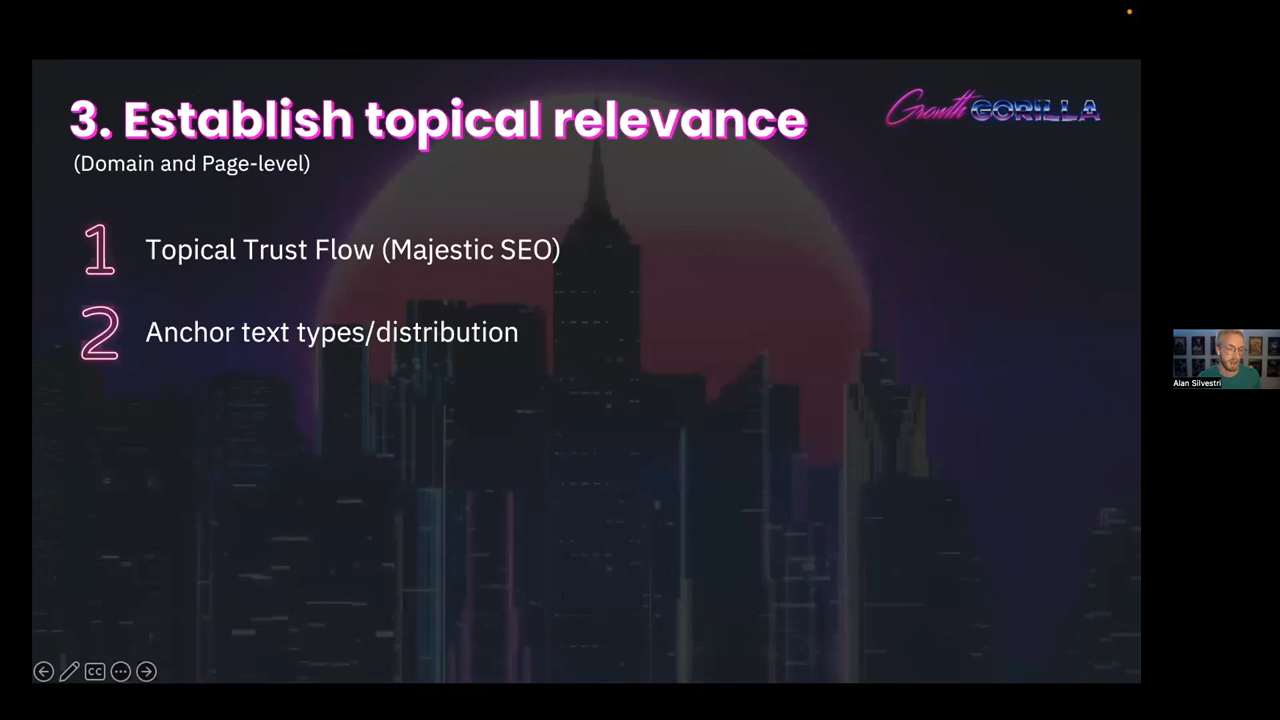 3. Establish topical relevance
Growth GORILLA
(Domain and Page-level)
1 Topical Trust Flow (Majestic SEO)
2 Anchor text types/distribution
Alan Silvestri
CC